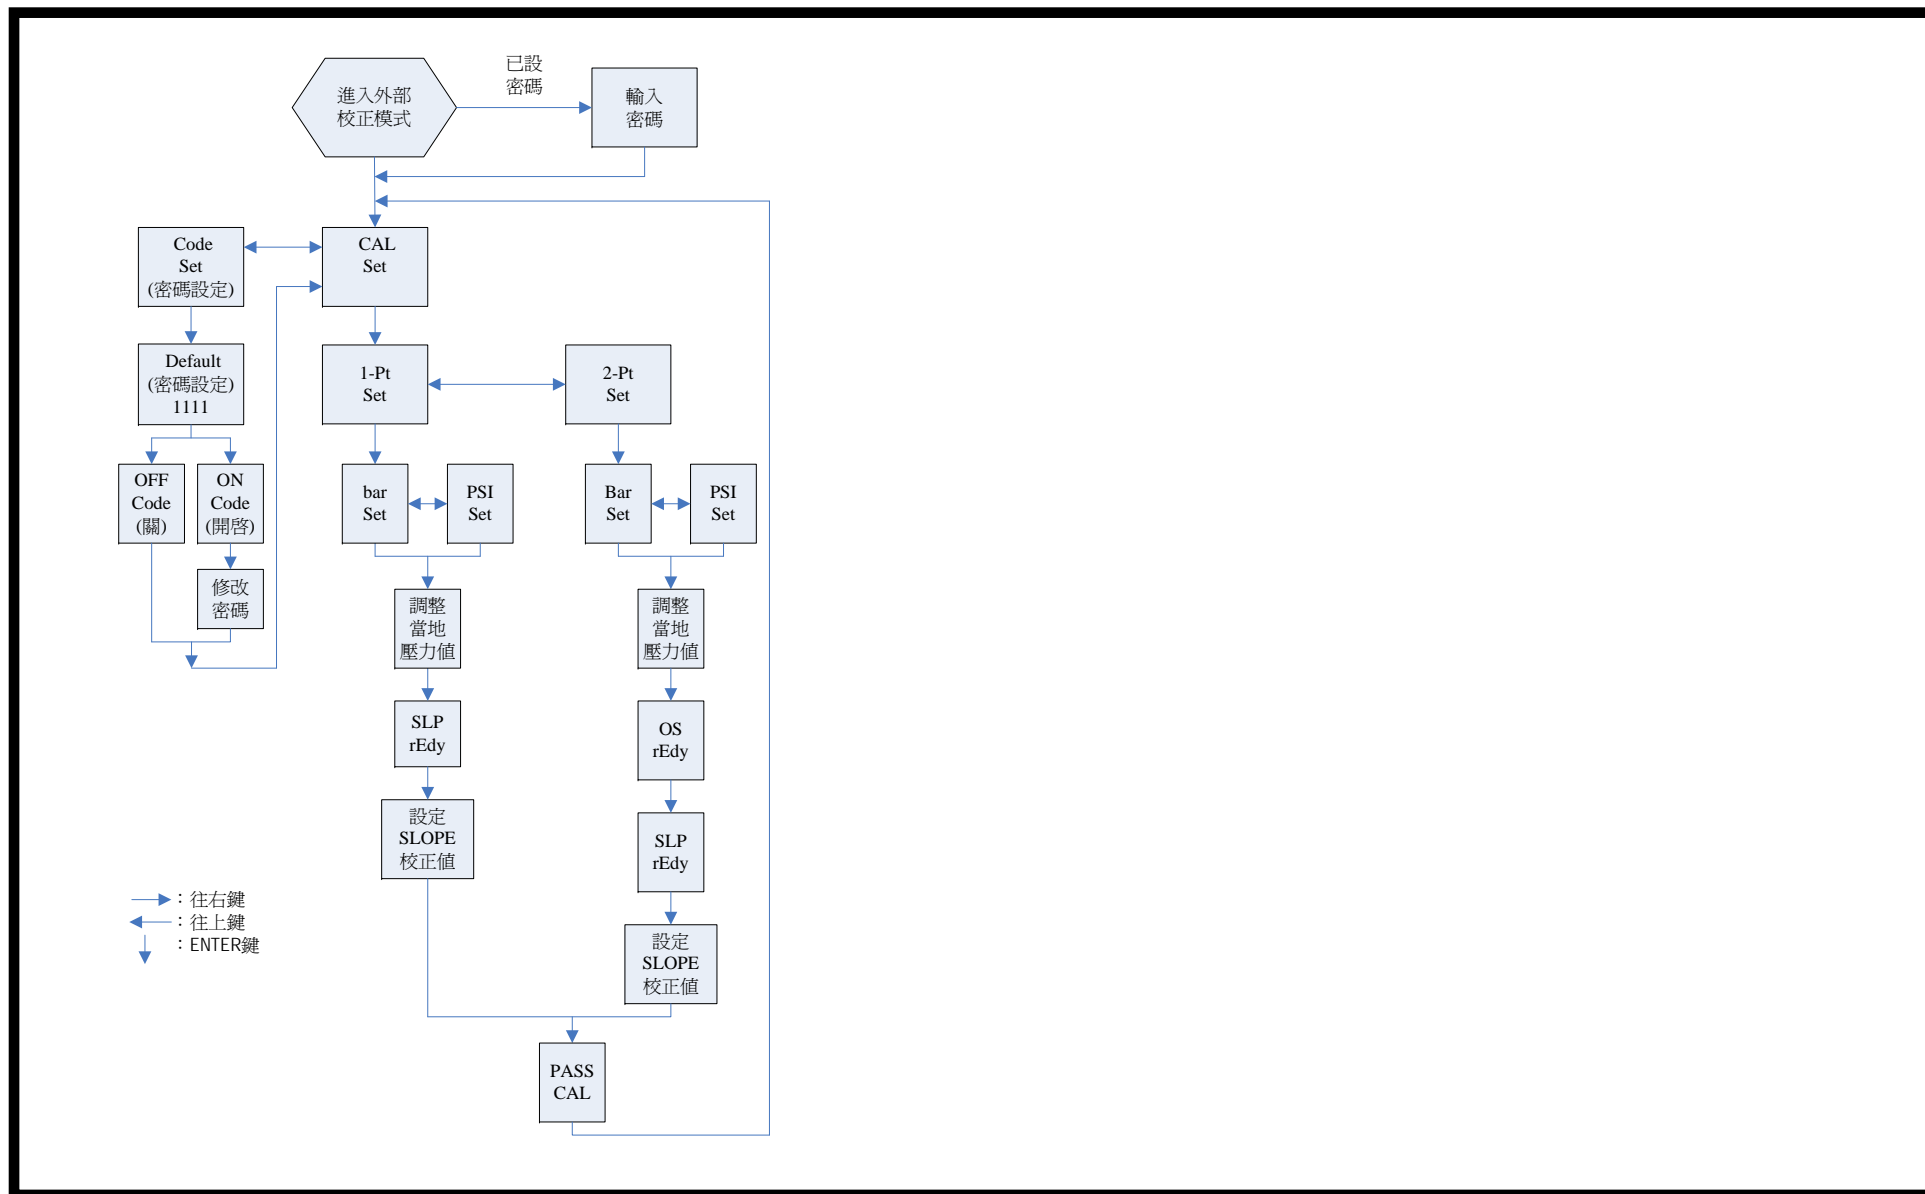 已設
密碼
進入外部
校正模式
輸入
密碼
Code
Set
(密碼設定)
CAL
Set
Default
(密碼設定)
1111
1-Pt
Set
2-Pt
Set
OFF
Code
(關)
ON
Code
(開啓)
bar
Set
PSI
Set
Bar
Set
PSI
Set
修改
密碼
調整
當地
壓力值
調整
當地
壓力值
SLP
rEdy
OS
rEdy
設定
SLOPE
校正值
SLP
rEdy
：往右鍵
：往上鍵
：ENTER鍵
設定
SLOPE
校正值
PASS
CAL